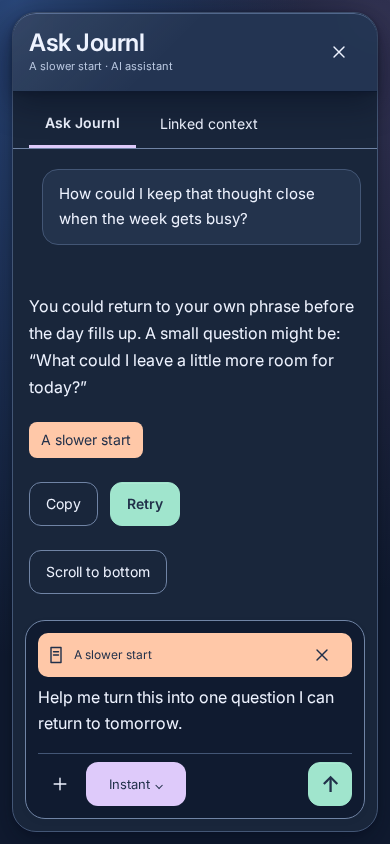 Ask Journl
A slower start · AI assistant
Ask Journl
Linked context
How could I keep that thought close
when the week gets busy?
You could return to your own phrase before
the day fills up. A small question might be:
“What could I leave a little more room for
today?”
A slower start
Copy
Retry
Scroll to bottom
A slower start
Help me turn this into one question I can
return to tomorrow.
Instant